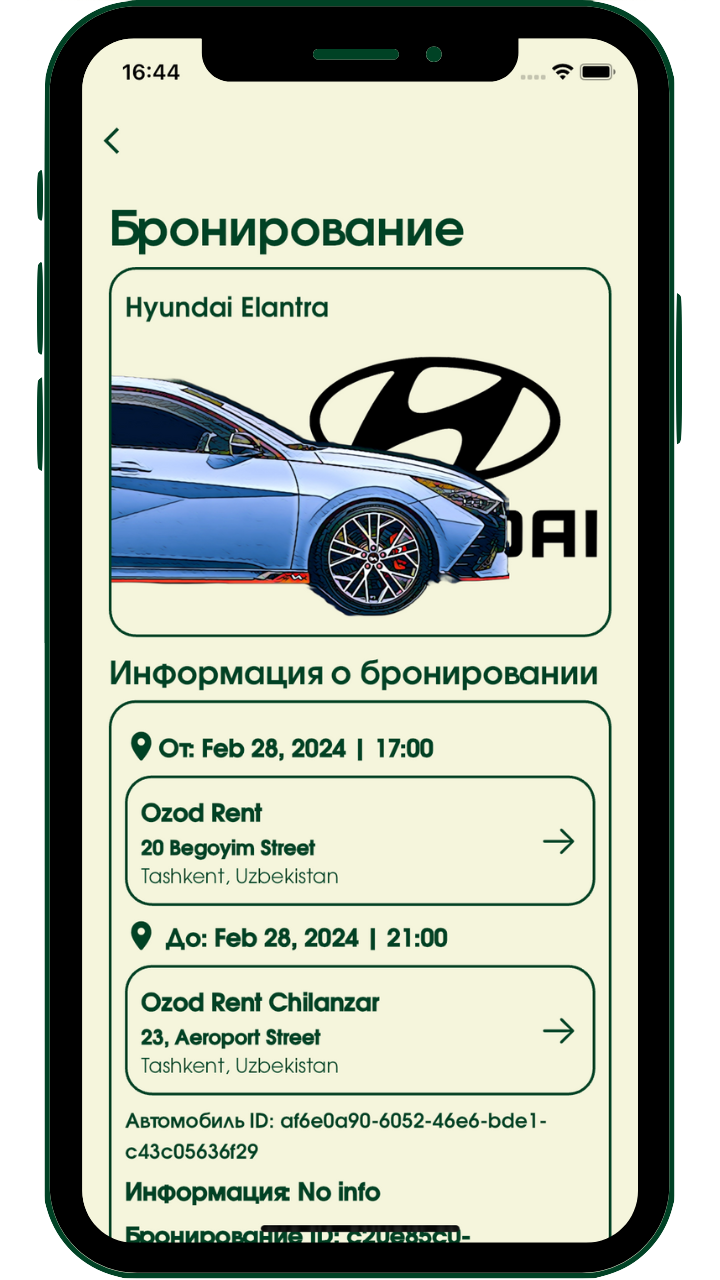 16:44
Бронирование
Hyundai Elantra
DAI
Информация о бронировании
От: Feb 28, 2024 | 17:00
Ozod Rent
20 Begoyim Street
Tashkent, Uzbekistan
До: Feb 28, 2024 | 21:00
Ozod Rent Chilanzar
23, Aeroport Street
Tashkent, Uzbekistan
Автомобиль ID: af6e0a90-6052-46e6-bde1-
c43c05636f29
Информация: No info
Бронирование ID: c20e85c0-